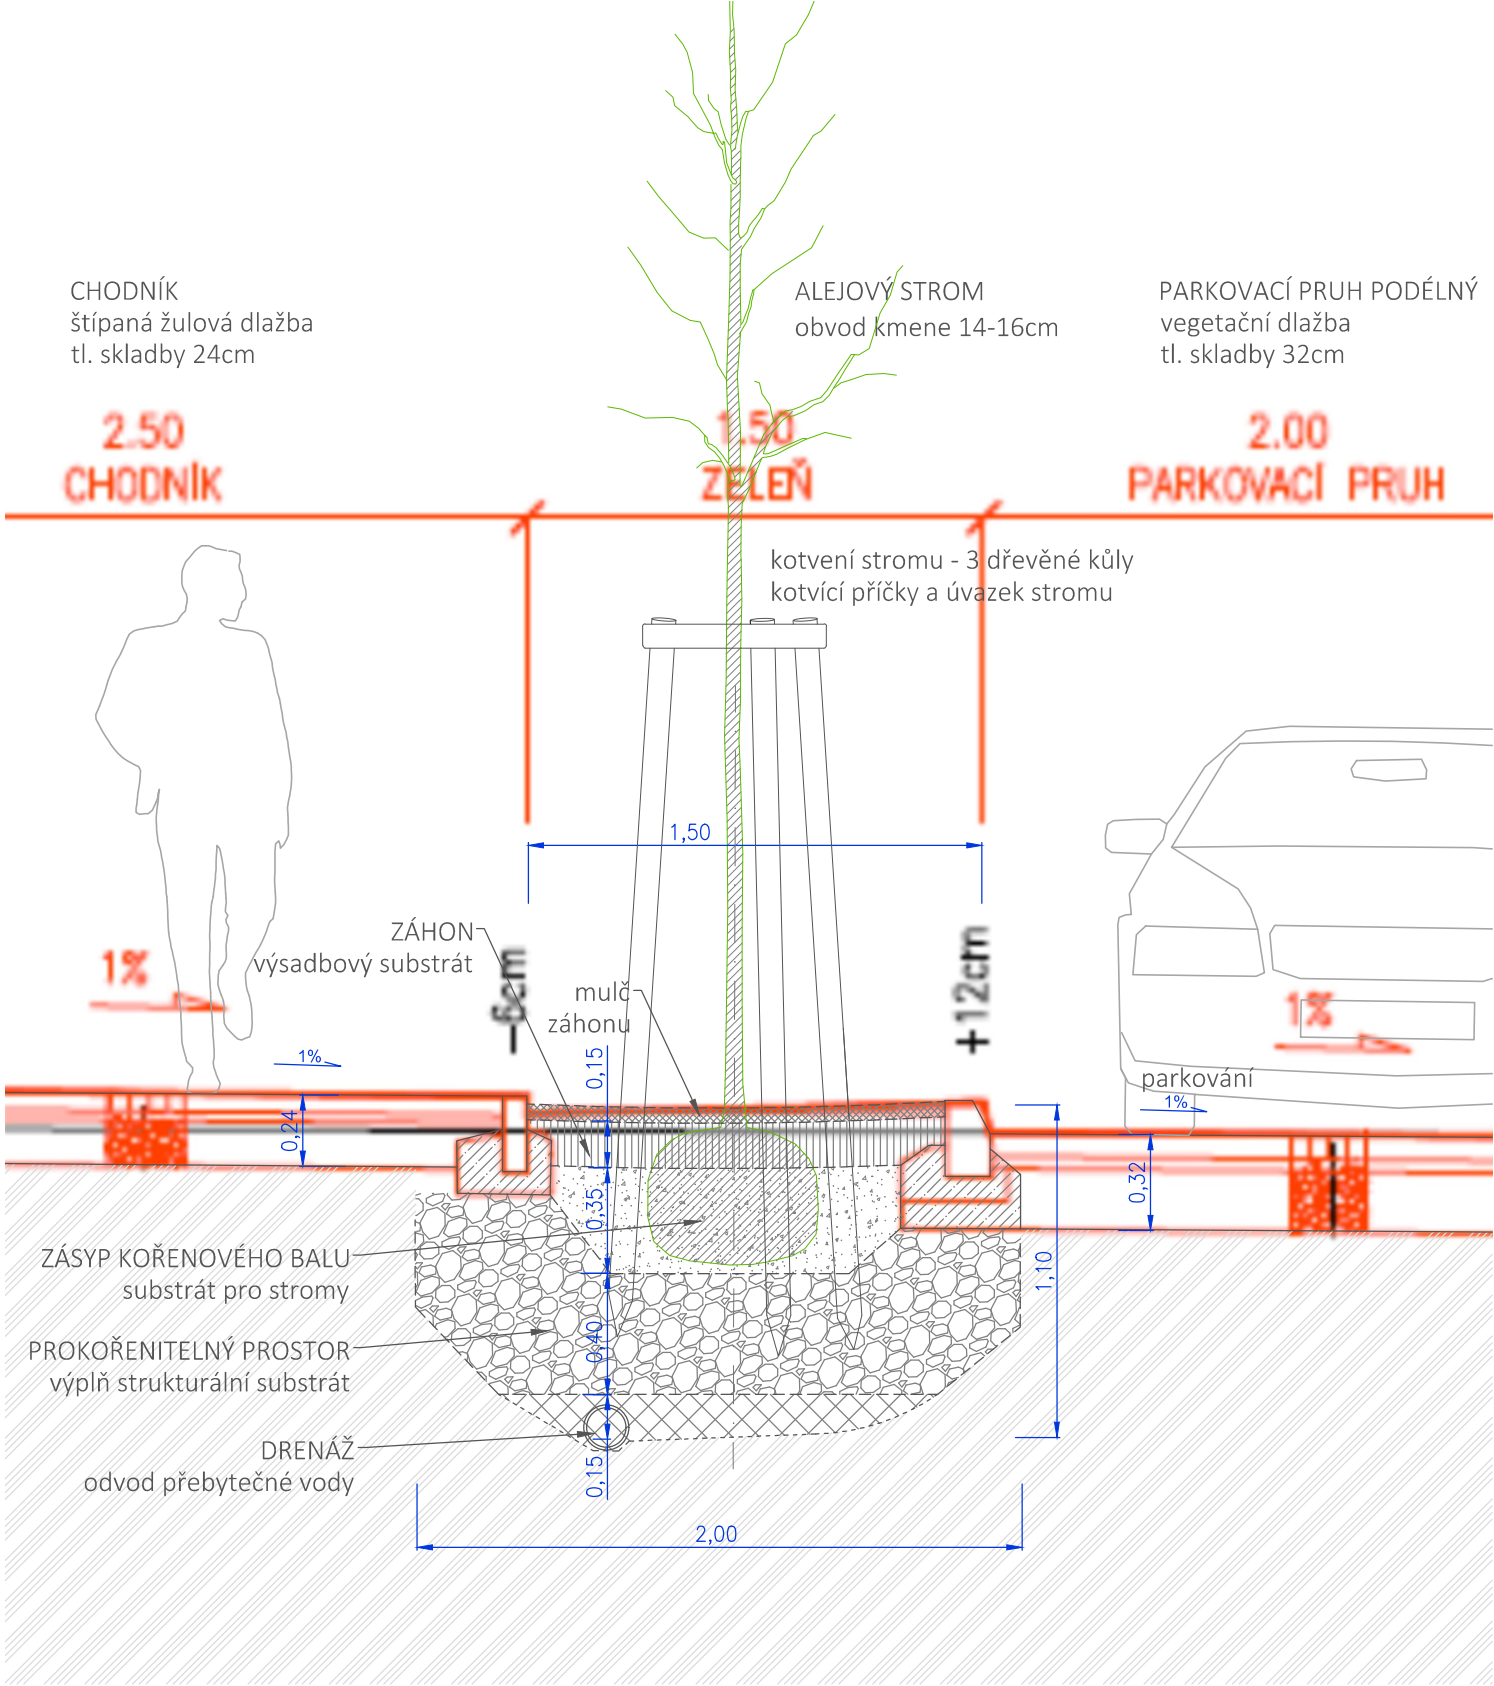 CHODNÍK
štípaná žulová dlažba
tl. skladby 24cm
ALEJOVÝ STROM
obvod kmene 14-16cm
PARKOVACÍ PRUH PODÉLNÝ
vegetační dlažba
tl. skladby 32cm
2.50
CHODNÍK
1.50
ZELEŇ
2.00
PARKOVACÍ PRUH
kotvení stromu - 3 dřevěné kůly
kotvící příčky a úvazek stromu
1,50
ZÁHON
výsadbový substrát
-6cm
+12cm
mulč
záhonu
1%
1%
1%
parkování
1%
0,15
0,24
0,35
0,32
0,40
1,10
0,15
ZÁSYP KOŘENOVÉHO BALU
substrát pro stromy
PROKOŘENITELNÝ PROSTOR
výplň strukturální substrát
DRENÁŽ
odvod přebytečné vody
2,00